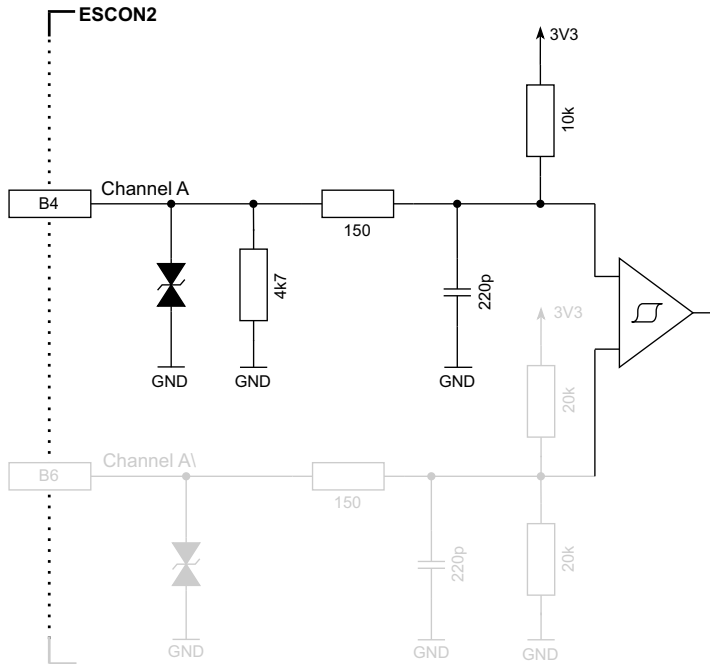 ESCON2
3V3
10k
B4
Channel A
150
4k7
220p
GND
GND
GND
3V3
20k
B6
Channel A\
150
220p
20k
GND
GND
GND